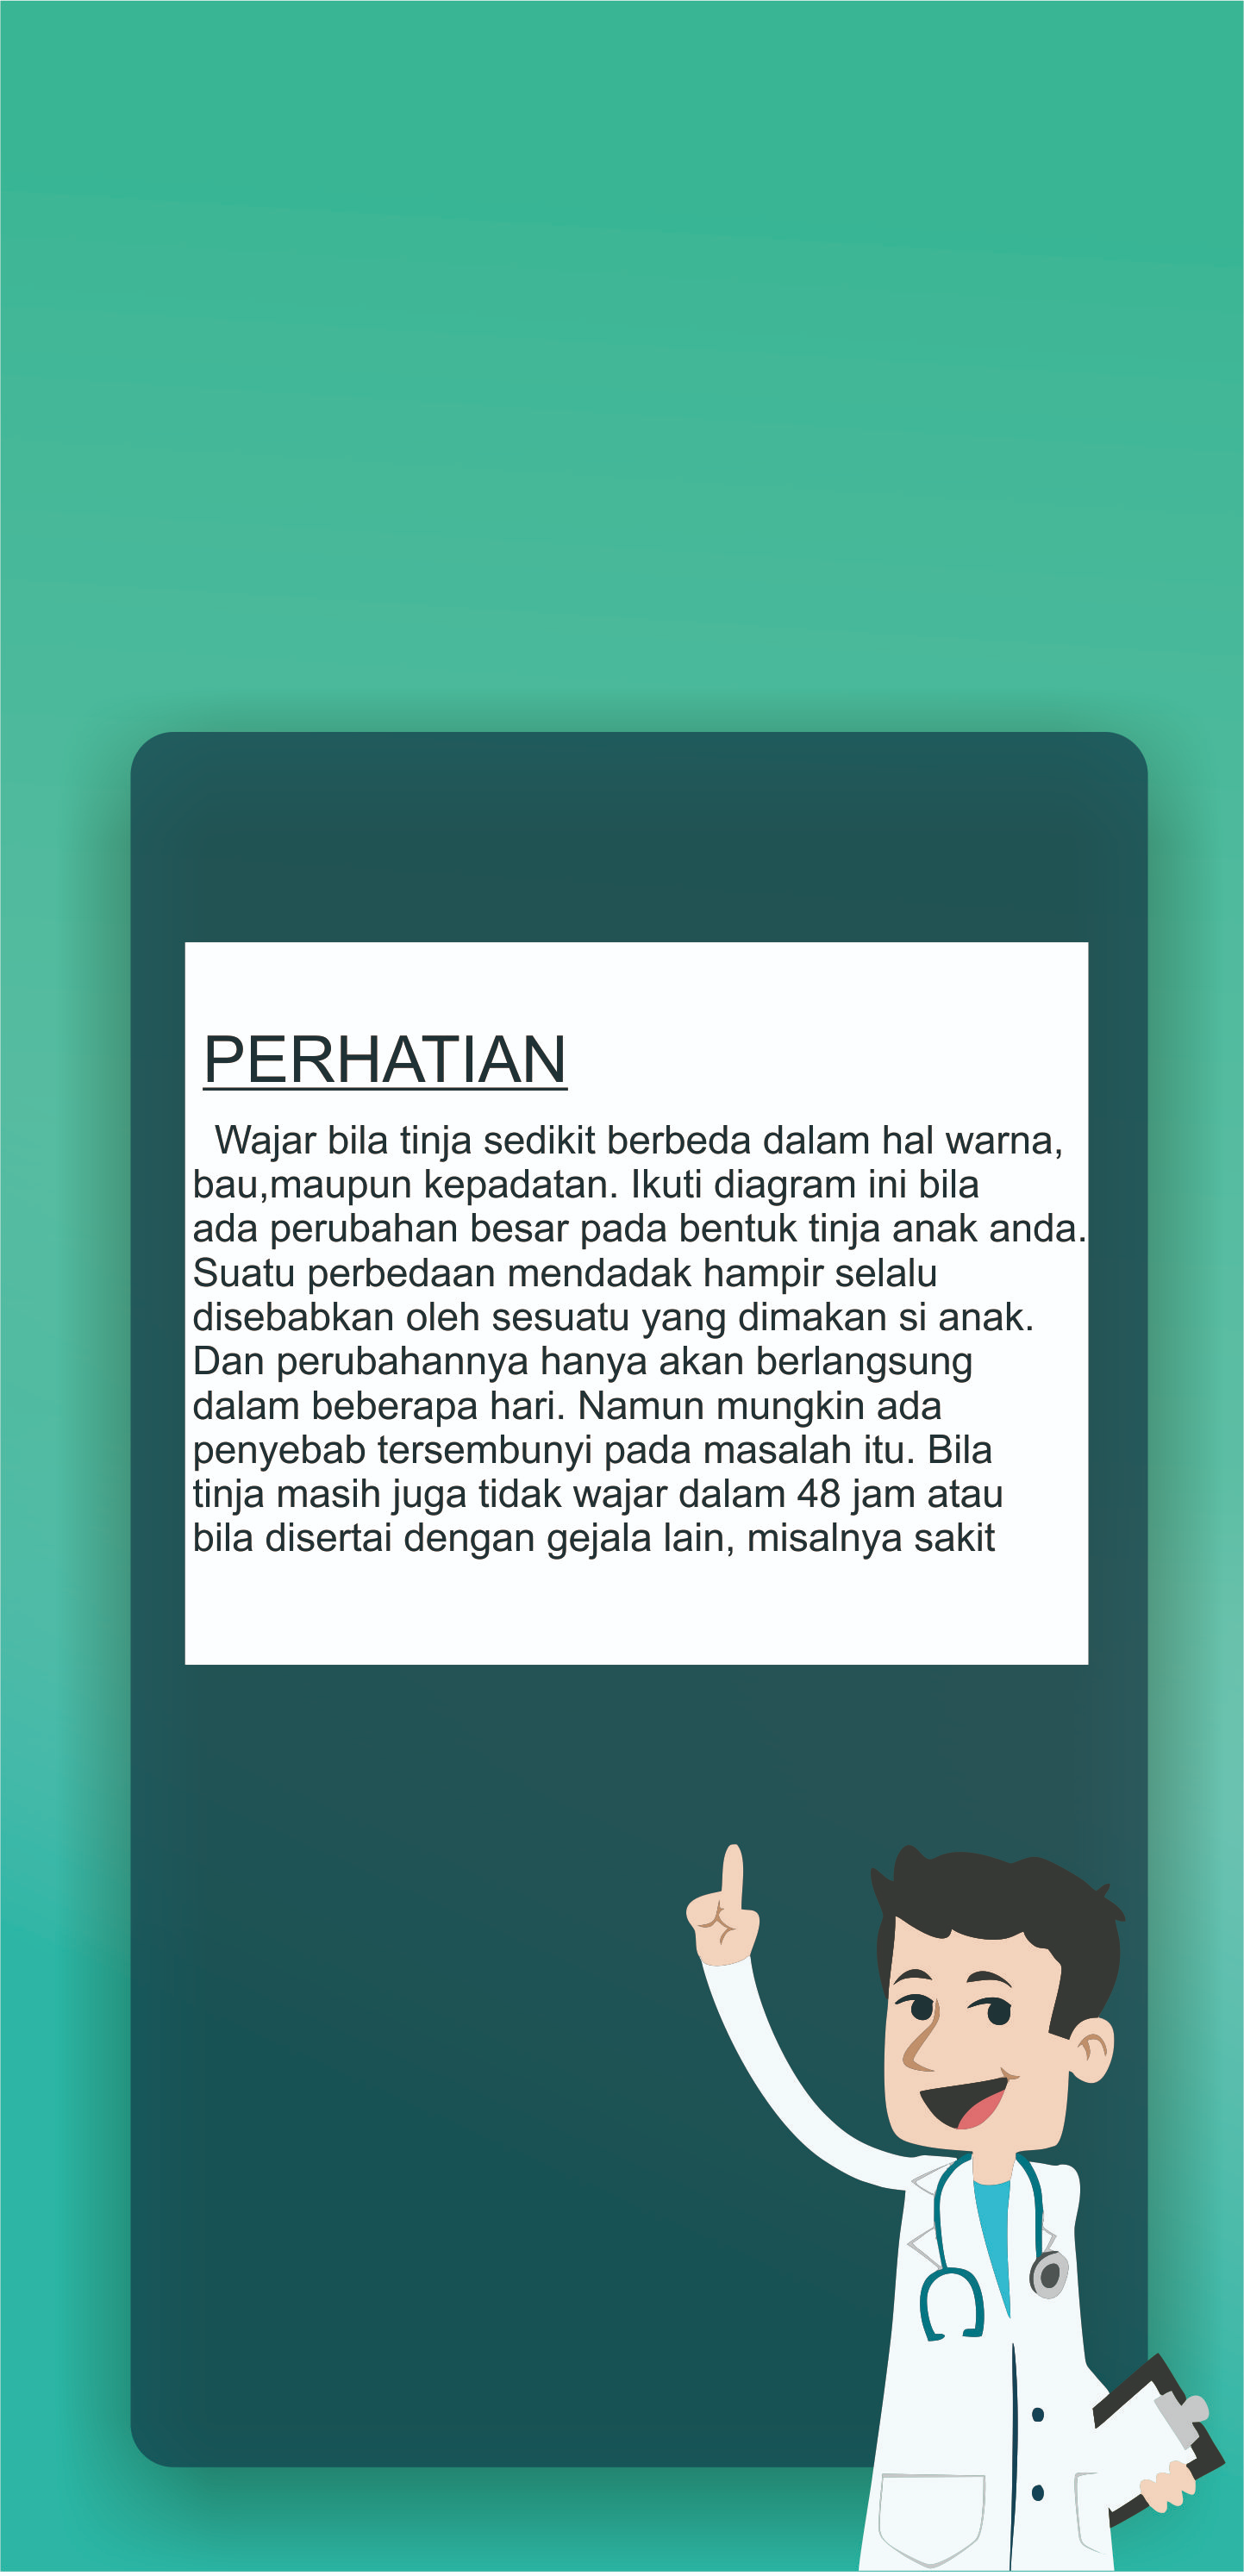 PERHATIAN
Wajar bila tinja sedikit berbeda dalam hal warna,
bau,maupun kepadatan. Ikuti diagram ini bila
ada perubahan besar pada bentuk tinja anak anda.
Suatu perbedaan mendadak hampir selalu
disebabkan oleh sesuatu yang dimakan si anak.
Dan perubahannya hanya akan berlangsung
dalam beberapa hari. Namun mungkin ada
penyebab tersembunyi pada masalah itu. Bila
tinja masih juga tidak wajar dalam 48 jam atau
bila disertai dengan gejala lain, misalnya sakit